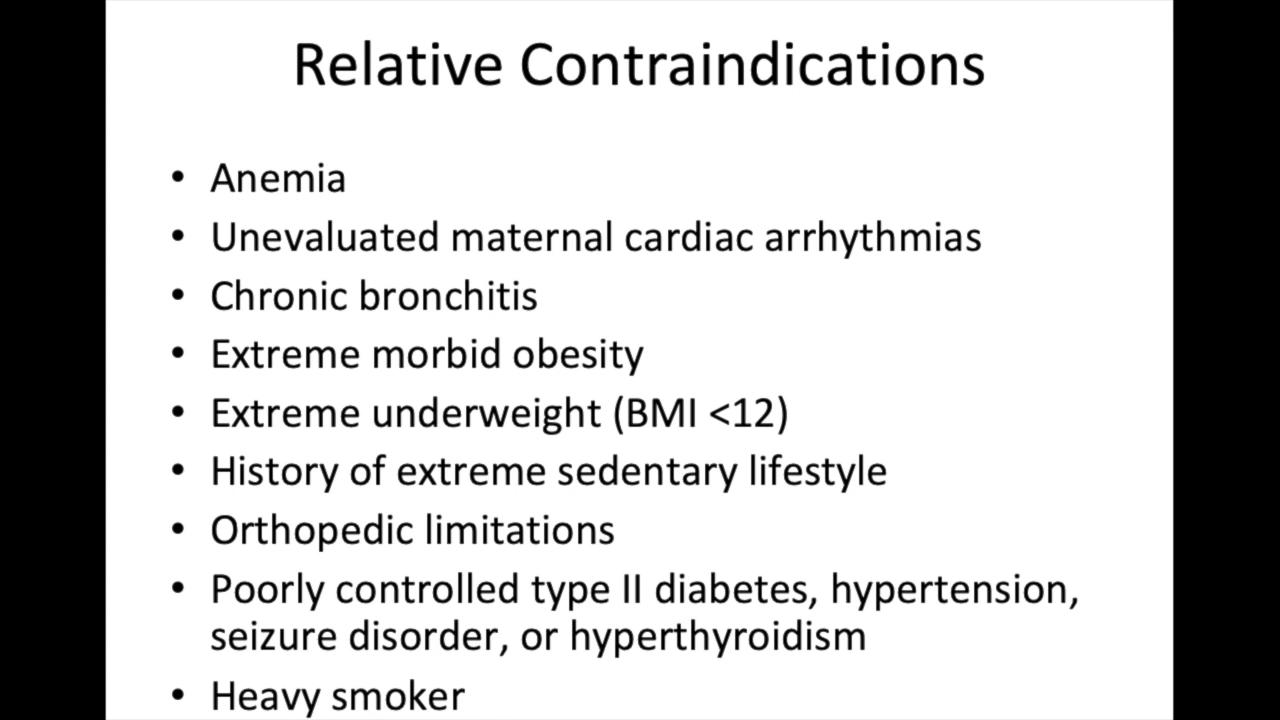 Relative Contraindications
• Anemia
• Unevaluated maternal cardiac arrhythmias
• Chronic bronchitis
• Extreme morbid obesity
• Extreme underweight (BMI <12)
• History of extreme sedentary lifestyle
• Orthopedic limitations
• Poorly controlled type II diabetes, hypertension,
seizure disorder, or hyperthyroidism
• Heavy smoker